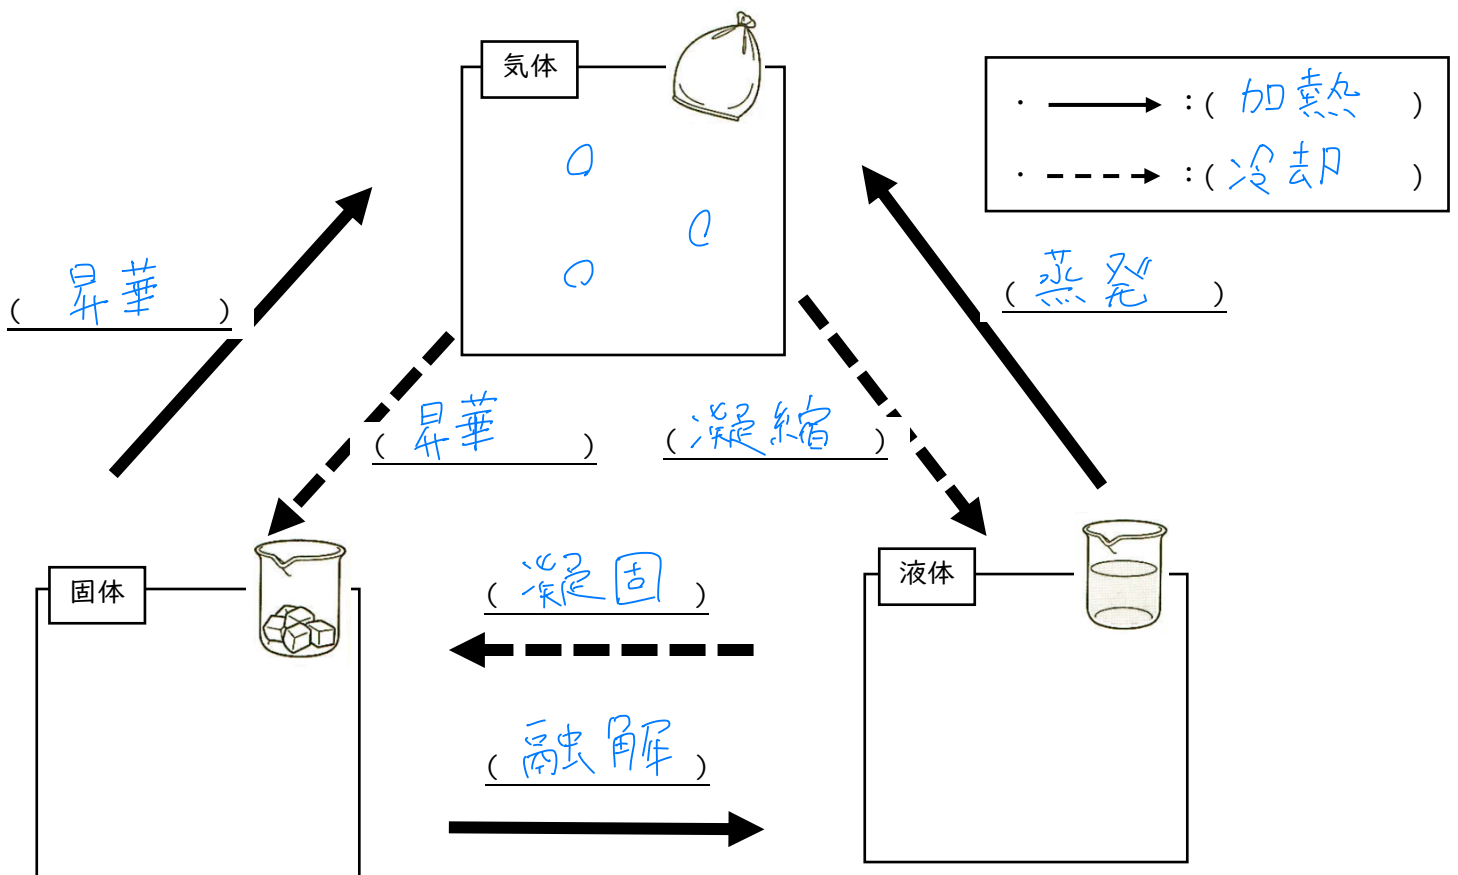 気体
・ → :( 加熱 )
・ :( 冷却 )
( 昇華 )
( 蒸発 )
( 昇華 )
( 凝縮 )
固体
( 凝固 )
液体
( 融解 )